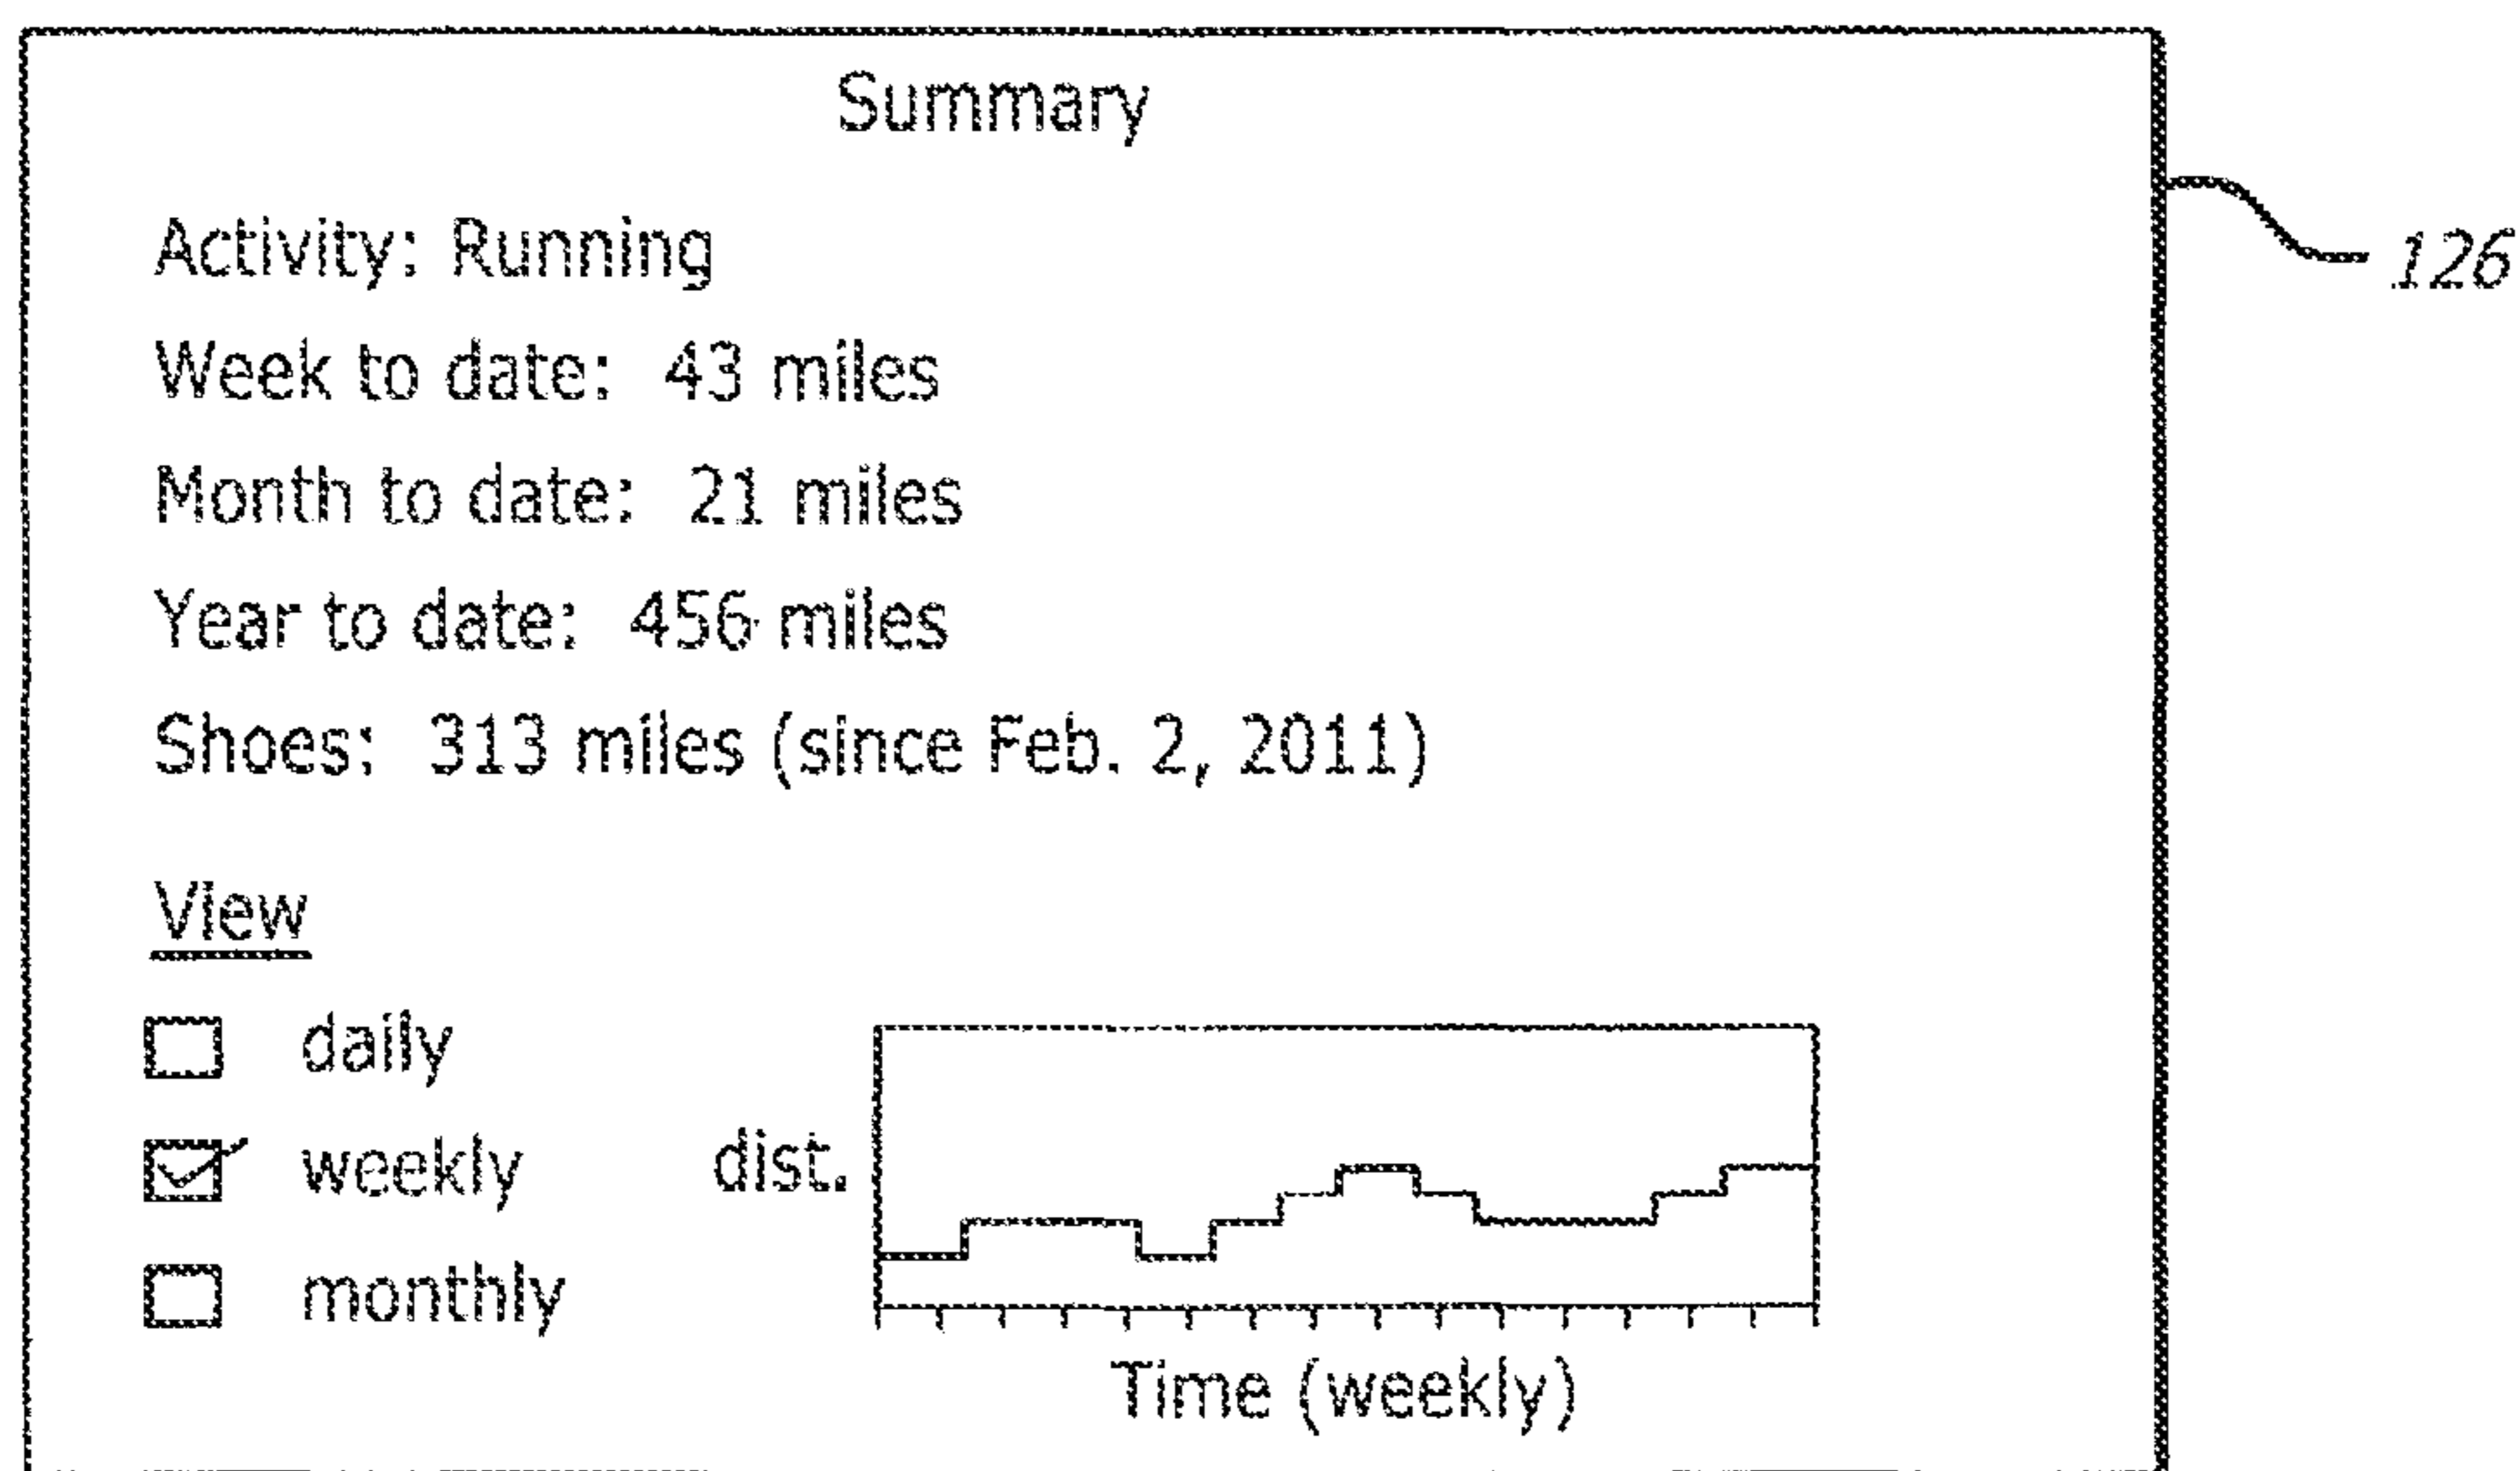 Summary
Activity: Running
126
Week to date: 43 miles
Month to date: 21 miles
Year to date: 456 miles
Shoes: 313 miles (since Feb. 2, 2011)
View
daily
weekly
dist.
monthly
Time (weekly)